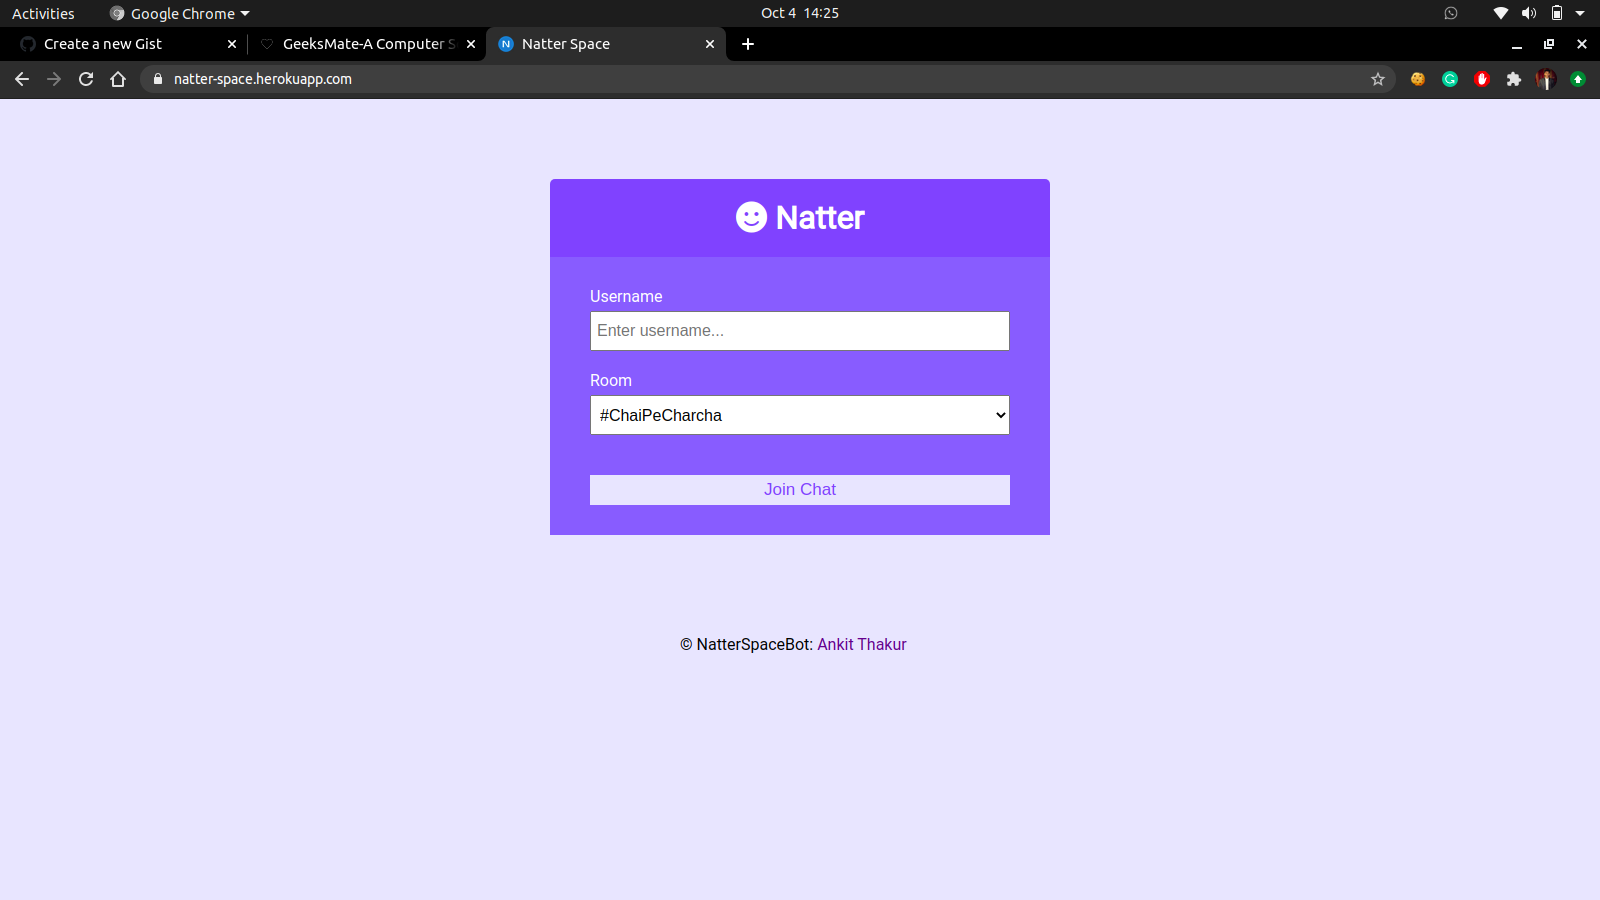 Activities
Google Chrome
Oct 4 14:25
Create a new Gist
GeeksMate-A Computer S
Natter Space
natter-space.herokuapp.com
Natter
Username
Enter username...
Room
#ChaiPeCharcha
Join Chat
© NatterSpaceBot: Ankit Thakur